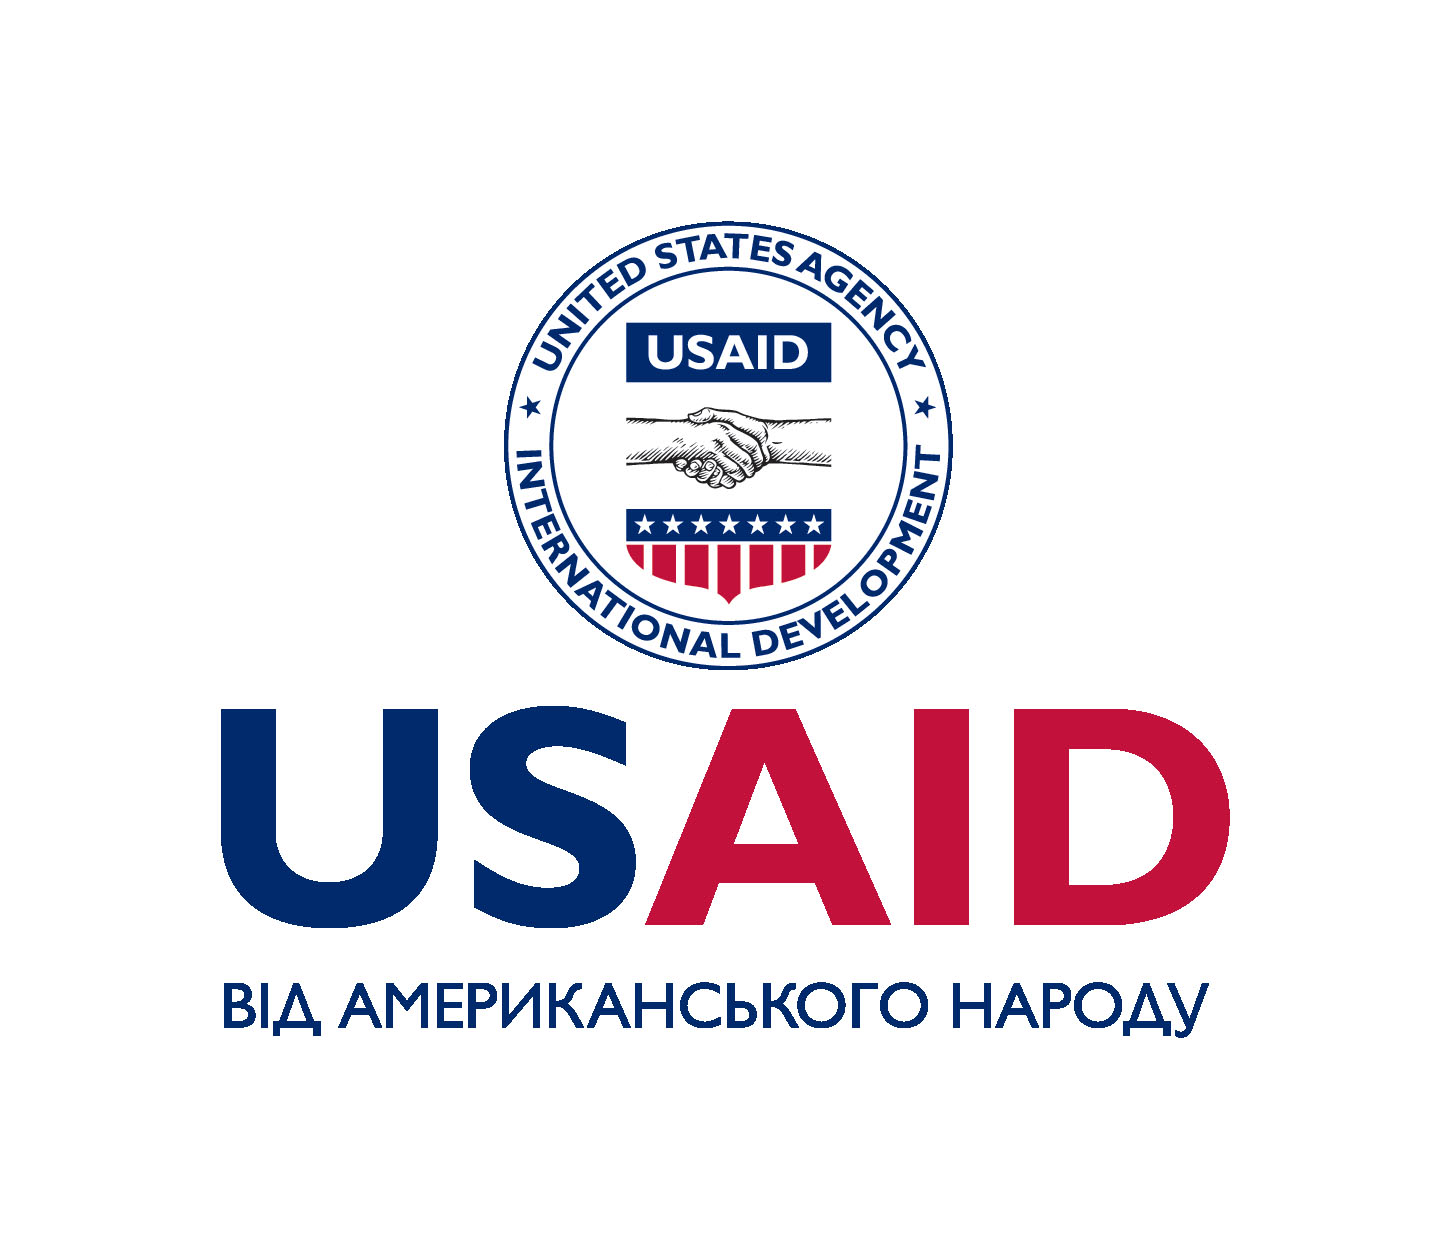 UNITED STATES AGENCY
INTERNATIONAL DEVELOPMENT
USAID
USAID
ВІД АМЕРИКАНСЬКОГО НАРОДУ